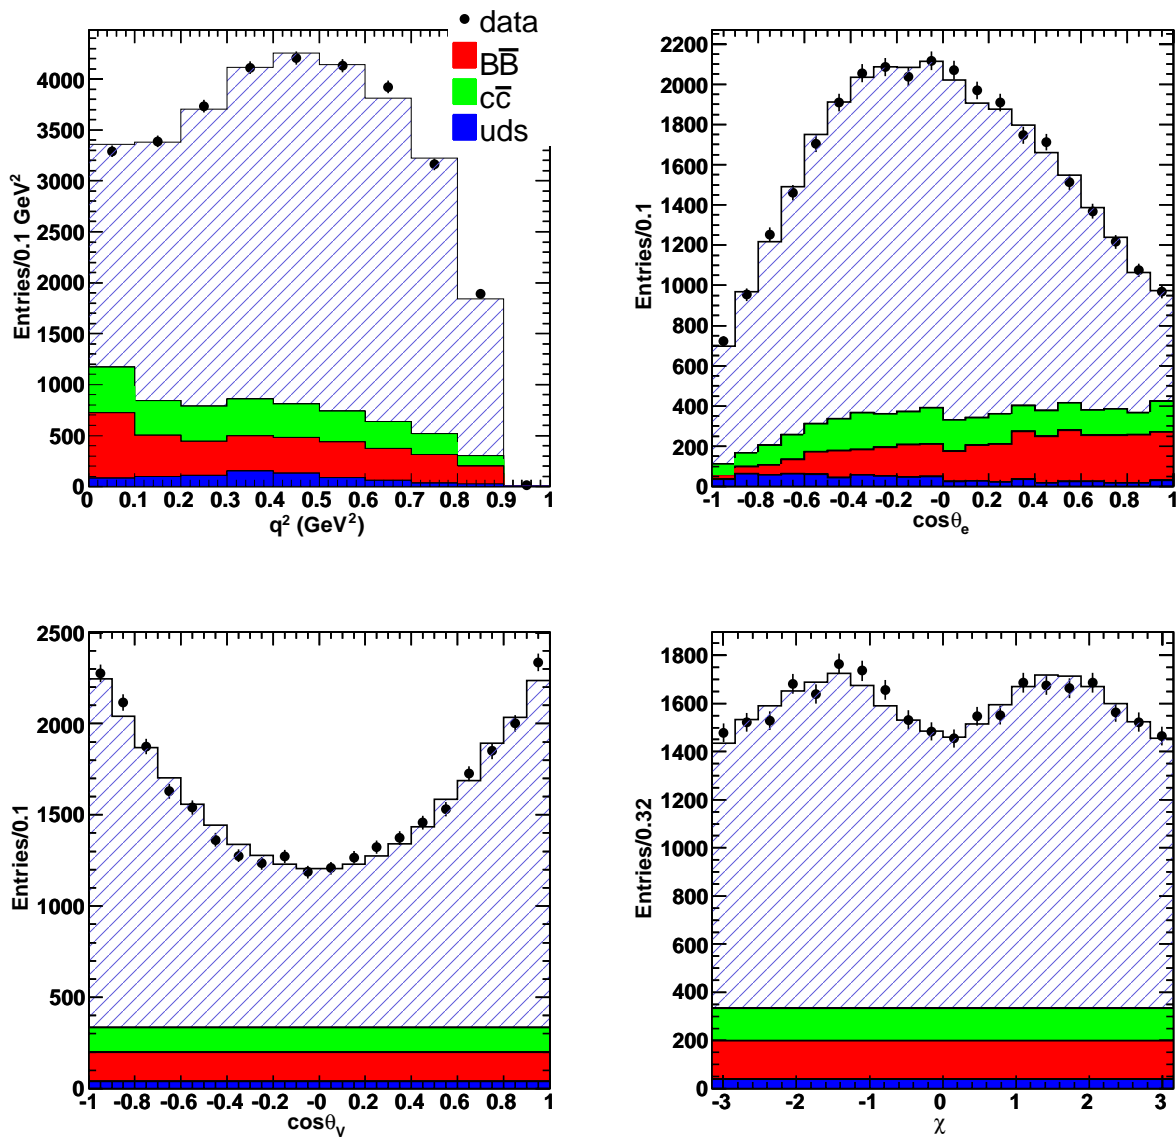 data
BB̅
cc̅
uds
Entries/0.1 GeV²
4000
3500
3000
2500
2000
1500
1000
500
0
0 0.1 0.2 0.3 0.4 0.5 0.6 0.7 0.8 0.9 1
q² (GeV²)
Entries/0.1
2200
2000
1800
1600
1400
1200
1000
800
600
400
200
0
-1 -0.8 -0.6 -0.4 -0.2 -0 0.2 0.4 0.6 0.8 1
cosθe
Entries/0.1
2500
2000
1500
1000
500
0
-1 -0.8 -0.6 -0.4 -0.2 -0 0.2 0.4 0.6 0.8 1
cosθV
Entries/0.32
1800
1600
1400
1200
1000
800
600
400
200
0
-3 -2 -1 0 1 2 3
χ